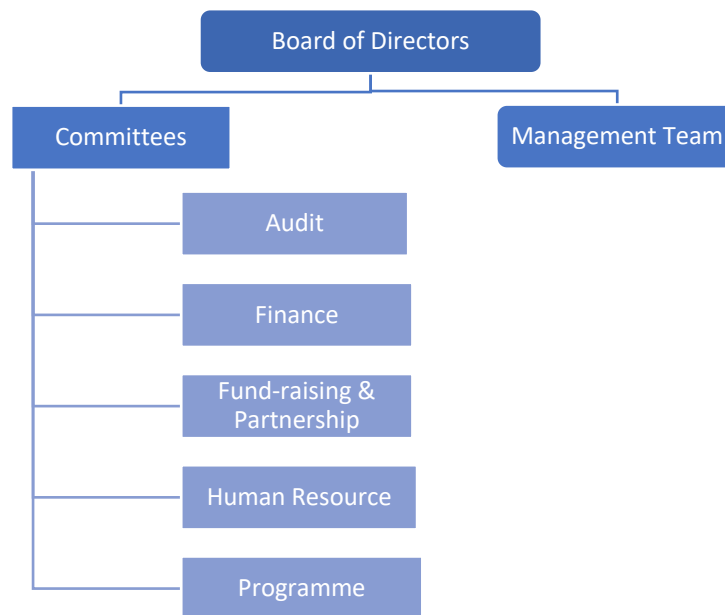 Board of Directors
Committees
Management Team
Audit
Finance
Fund-raising &
Partnership
Human Resource
Programme